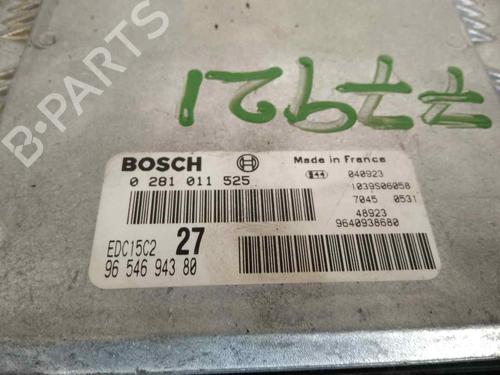 77921
B-PARTS
BOSCH
Made in France
0 281 011 525
040923
1039S06058
7045 0531
48923
9640938680
EDC15C2 27
96 546 943 80